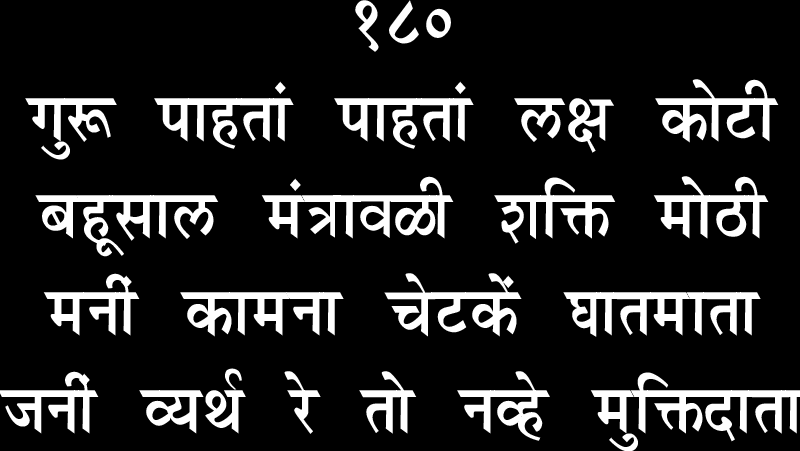 १८०
गुरू पाहतां पाहतां लक्ष कोटी
बहूसाल मंत्रावळी शक्ति मोठी
मनीं कामना चेटकें घातमाता
जनीं व्यर्थ रे तो नव्हे मुक्तिदाता